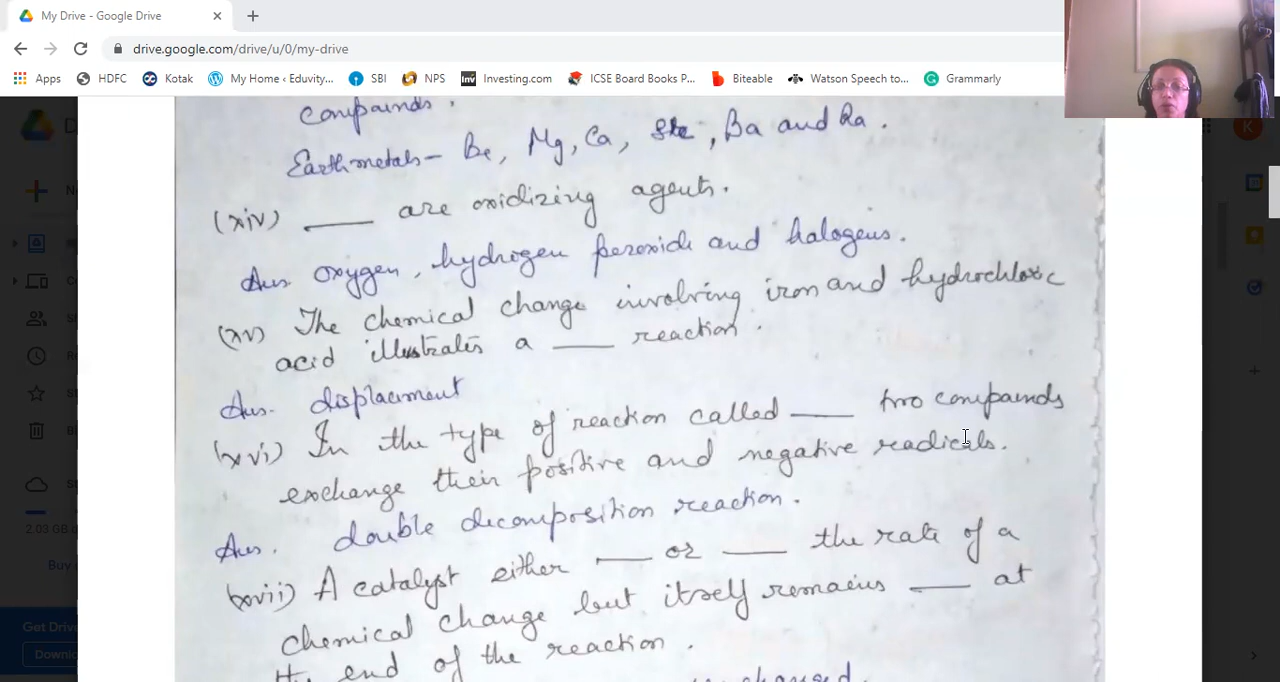 My Drive - Google Drive
drive.google.com/drive/u/0/my-drive
Apps HDFC Kotak My Home ‹ Eduvity... SBI NPS Investing.com ICSE Board Books P... Biteable Watson Speech to... Grammarly
compounds.
Earth metals - Be, Mg, Ca, , Ba and Ra.
(xiv) ____ are oxidizing agents.
Ans. oxygen, hydrogen peroxide and halogens.
(xv) The chemical change involving iron and hydrochloric
acid illustrates a ____ reaction.
Ans. displacement
(xvi) In the type of reaction called ____ two compounds
exchange their positive and negative radicals.
Ans. double decomposition reaction.
(xvii) A catalyst either ____ or ____ the rate of a
chemical change but itself remains ____ at
the end of the reaction.
2.03 GB
Get Drive